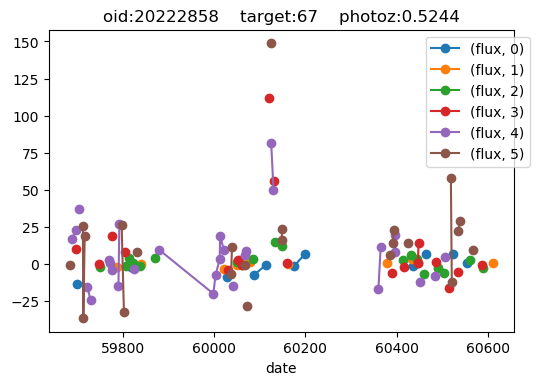 oid:20222858 target:67 photoz:0.5244
150
125
100
75
50
25
0
−25
59800
60000
60200
60400
60600
date
(flux, 0)
(flux, 1)
(flux, 2)
(flux, 3)
(flux, 4)
(flux, 5)